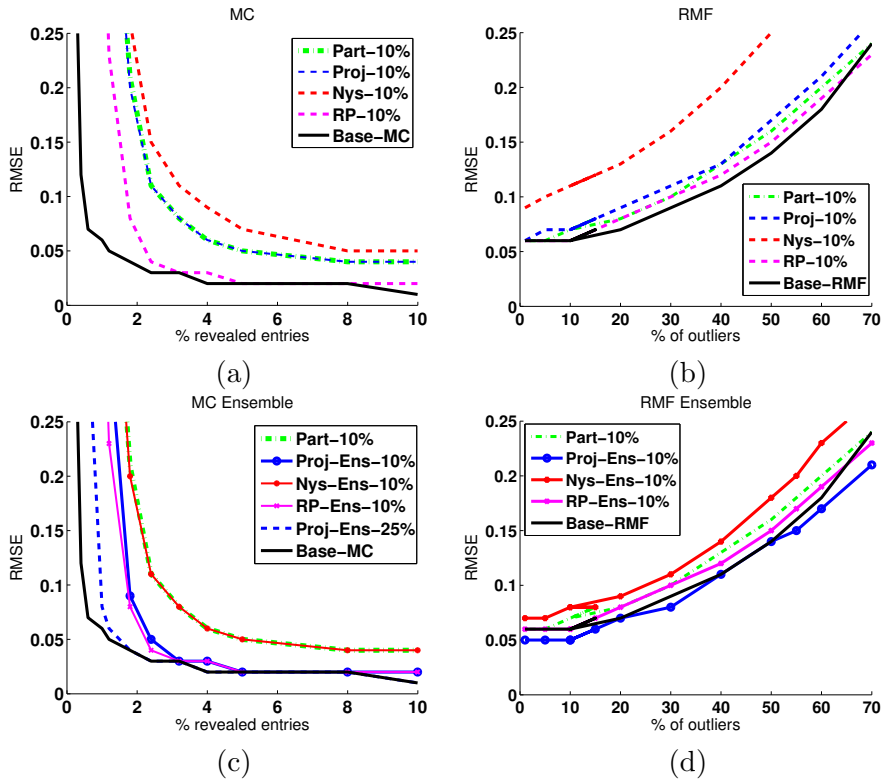 MC
0.25
0.2
0.15
0.1
0.05
0
RMSE
0 2 4 6 8 10
% revealed entries
Part−10%
Proj−10%
Nys−10%
RP−10%
Base−MC
(a)
RMF
0.25
0.2
0.15
0.1
0.05
0
RMSE
0 10 20 30 40 50 60 70
% of outliers
Part−10%
Proj−10%
Nys−10%
RP−10%
Base−RMF
(b)
MC Ensemble
0.25
0.2
0.15
0.1
0.05
0
RMSE
0 2 4 6 8 10
% revealed entries
Part−10%
Proj−Ens−10%
Nys−Ens−10%
RP−Ens−10%
Proj−Ens−25%
Base−MC
(c)
RMF Ensemble
0.25
0.2
0.15
0.1
0.05
0
RMSE
0 10 20 30 40 50 60 70
% of outliers
Part−10%
Proj−Ens−10%
Nys−Ens−10%
RP−Ens−10%
Base−RMF
(d)